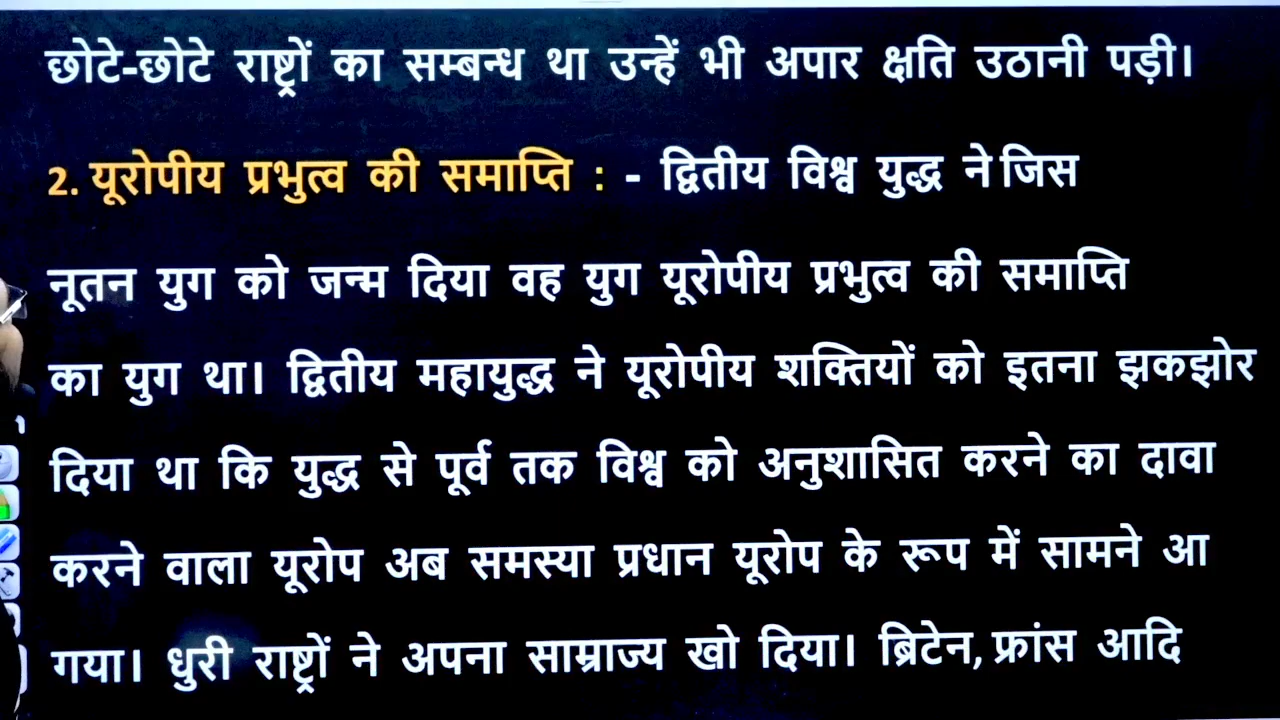 छोटे-छोटे राष्ट्रों का सम्बन्ध था उन्हें भी अपार क्षति उठानी पड़ी।
2. यूरोपीय प्रभुत्व की समाप्ति : - द्वितीय विश्व युद्ध ने जिस
नूतन युग को जन्म दिया वह युग यूरोपीय प्रभुत्व की समाप्ति
का युग था। द्वितीय महायुद्ध ने यूरोपीय शक्तियों को इतना झकझोर
दिया था कि युद्ध से पूर्व तक विश्व को अनुशासित करने का दावा
करने वाला यूरोप अब समस्या प्रधान यूरोप के रूप में सामने आ
गया। धुरी राष्ट्रों ने अपना साम्राज्य खो दिया। ब्रिटेन, फ्रांस आदि